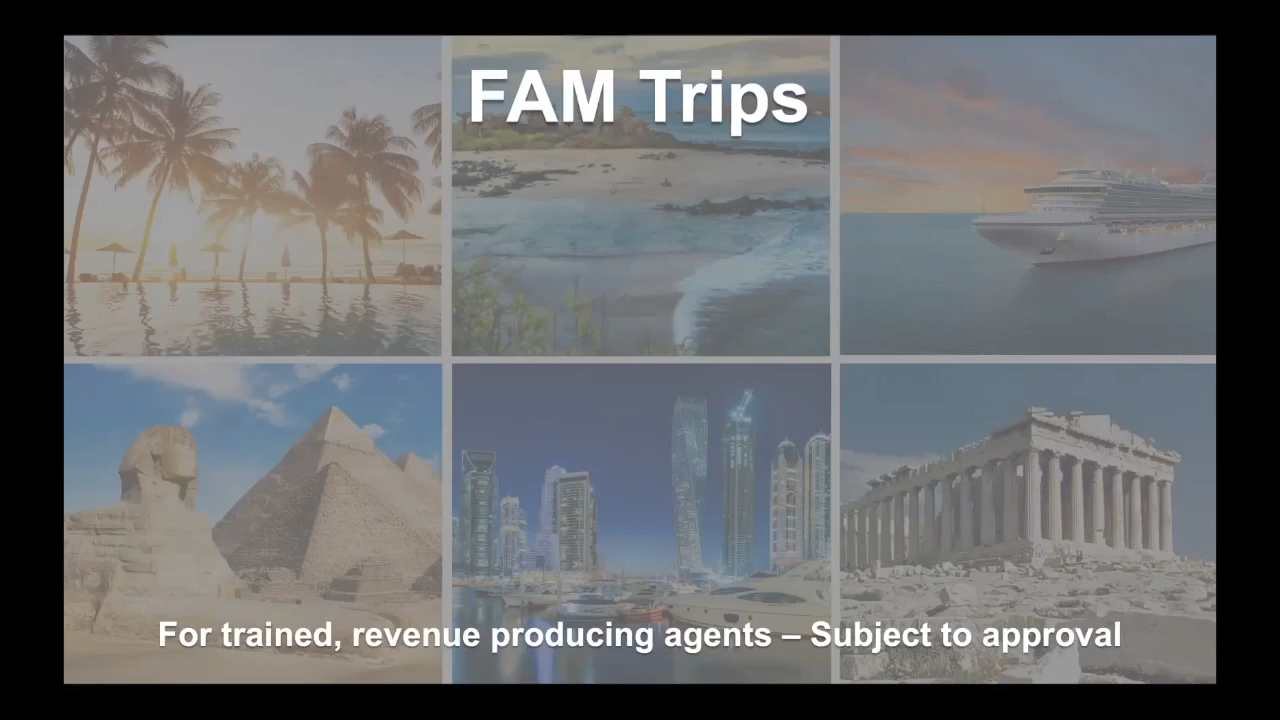 FAM Trips
For trained, revenue producing agents – Subject to approval